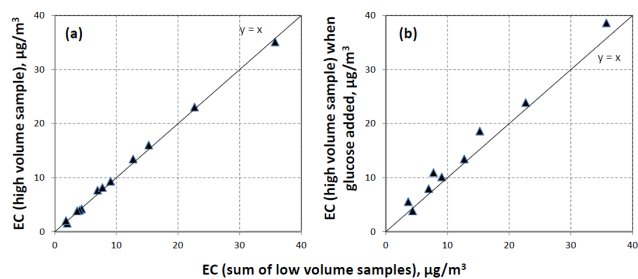 EC (high volume sample), µg/m³
40
30
20
10
0
(a)
y = x
0
10
20
30
40
EC (high volume sample) when
glucose added, µg/m³
40
30
20
10
0
(b)
y = x
0
10
20
30
40
EC (sum of low volume samples), µg/m³